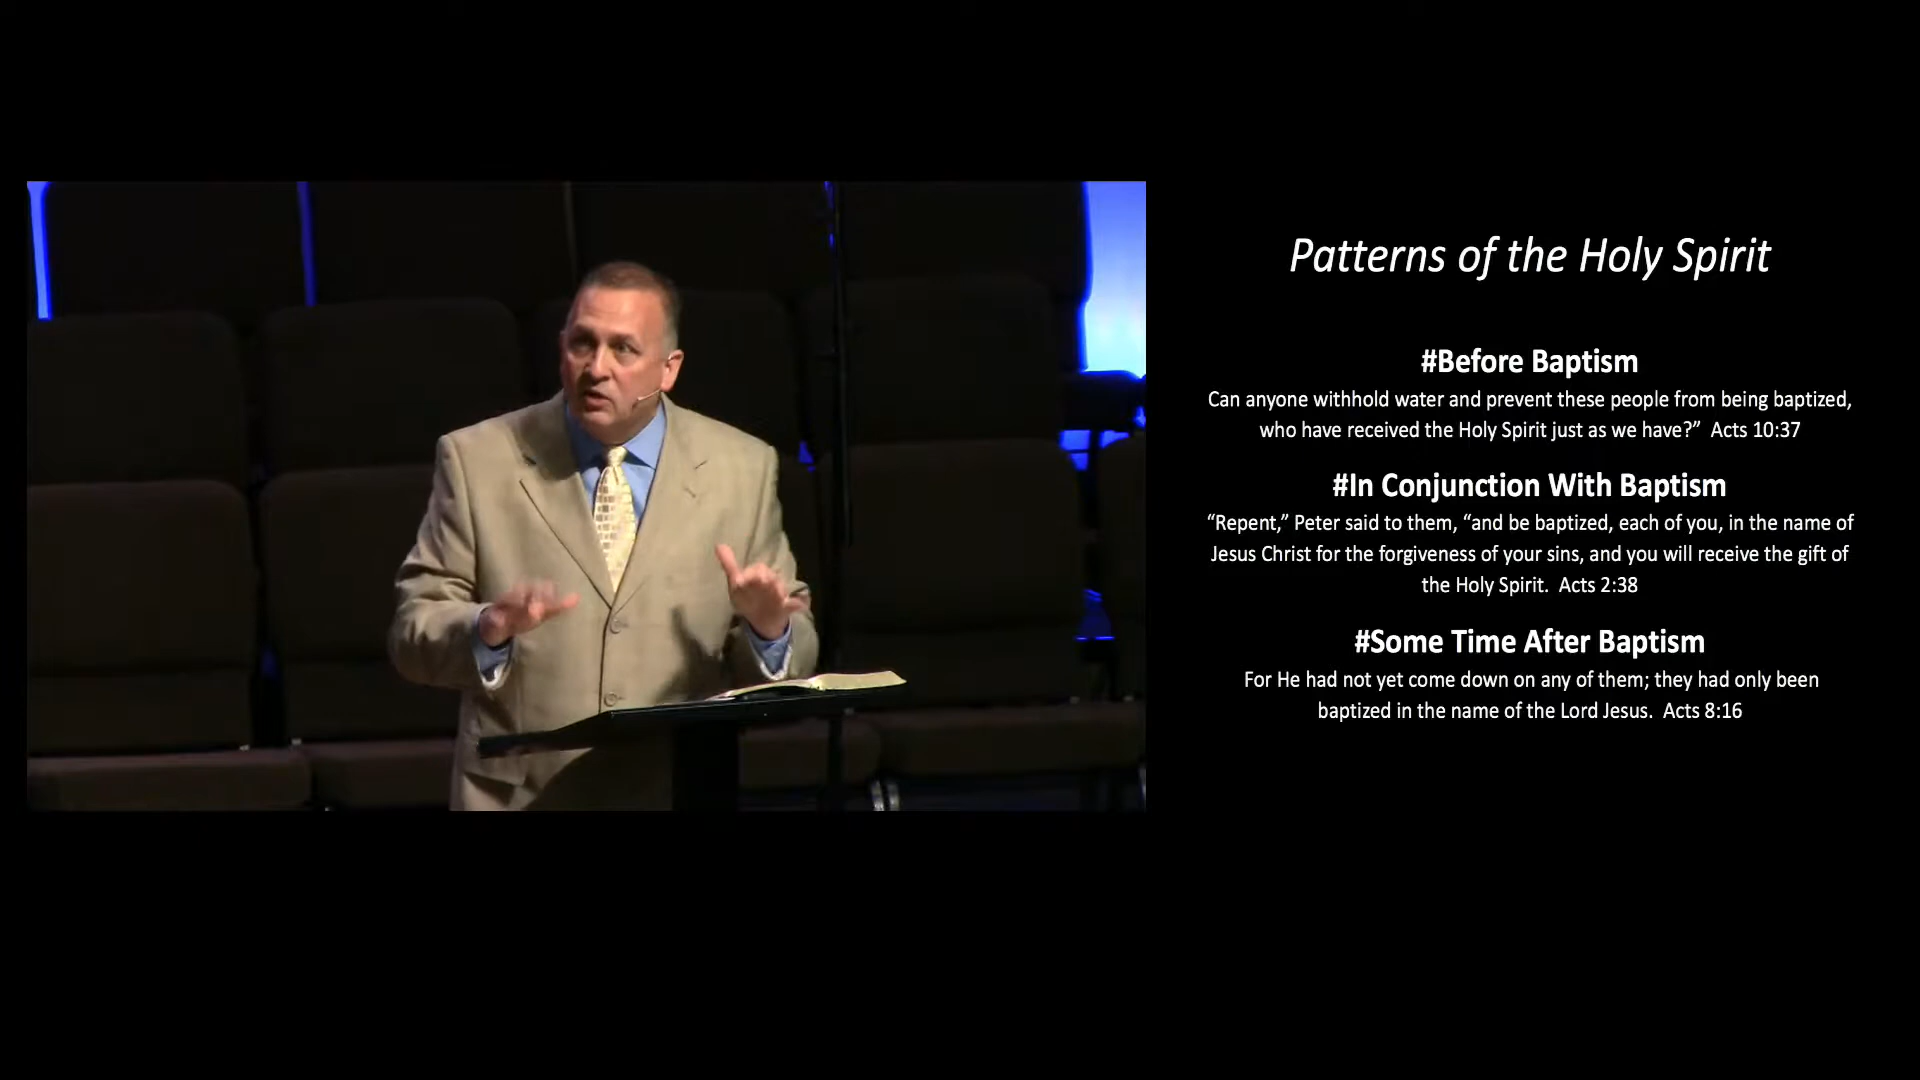 Patterns of the Holy Spirit
#Before Baptism
Can anyone withhold water and prevent these people from being baptized,
who have received the Holy Spirit just as we have?”  Acts 10:37
#In Conjunction With Baptism
“Repent,” Peter said to them, “and be baptized, each of you, in the name of
Jesus Christ for the forgiveness of your sins, and you will receive the gift of
the Holy Spirit.  Acts 2:38
#Some Time After Baptism
For He had not yet come down on any of them; they had only been
baptized in the name of the Lord Jesus.  Acts 8:16